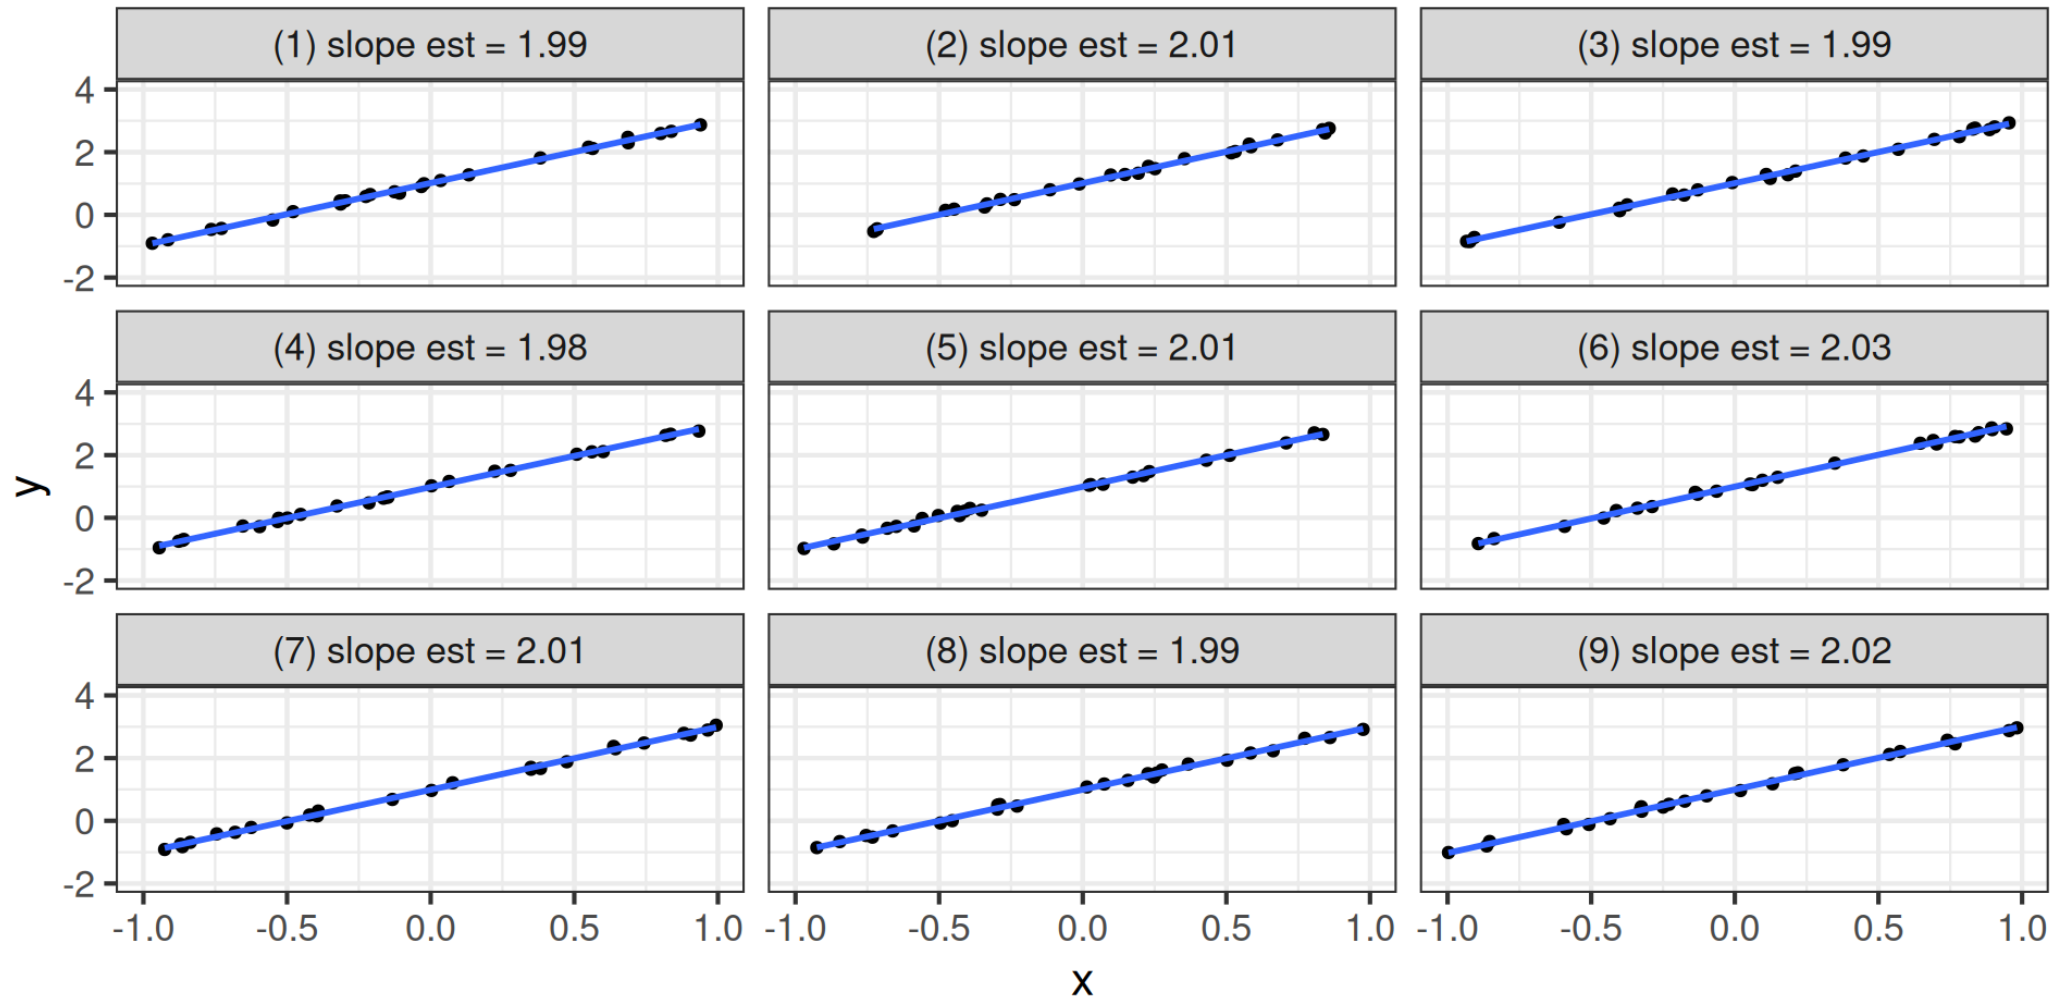 (1) slope est = 1.99
(2) slope est = 2.01
(3) slope est = 1.99
4
2
0
-2
(4) slope est = 1.98
(5) slope est = 2.01
(6) slope est = 2.03
4
2
0
-2
y
(7) slope est = 2.01
(8) slope est = 1.99
(9) slope est = 2.02
4
2
0
-2
-1.0 -0.5 0.0 0.5 1.0
-1.0 -0.5 0.0 0.5 1.0
-1.0 -0.5 0.0 0.5 1.0
x